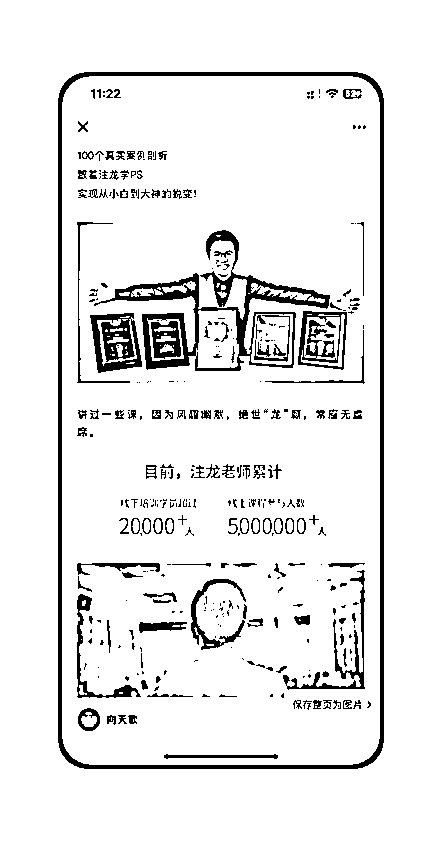 11:22
100个真实案例剖析
跟着注龙学PS
实现从小白到大神的蜕变!
讲过一些课，因为风趣幽默，绝世“龙”颜，常座无虚
席。
目前，注龙老师累计
线下培训学员超过 线上课程参与人数
20,000+人 5,000,000+人
保存整页为图片 ›
向天歌